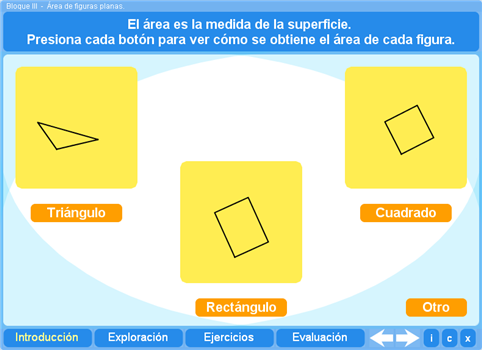 Bloque III - Área de figuras planas.
El área es la medida de la superficie.
Presiona cada botón para ver cómo se obtiene el área de cada figura.
Triángulo
Cuadrado
Rectángulo
Otro
Introducción
Exploración
Ejercicios
Evaluación
i
c
x